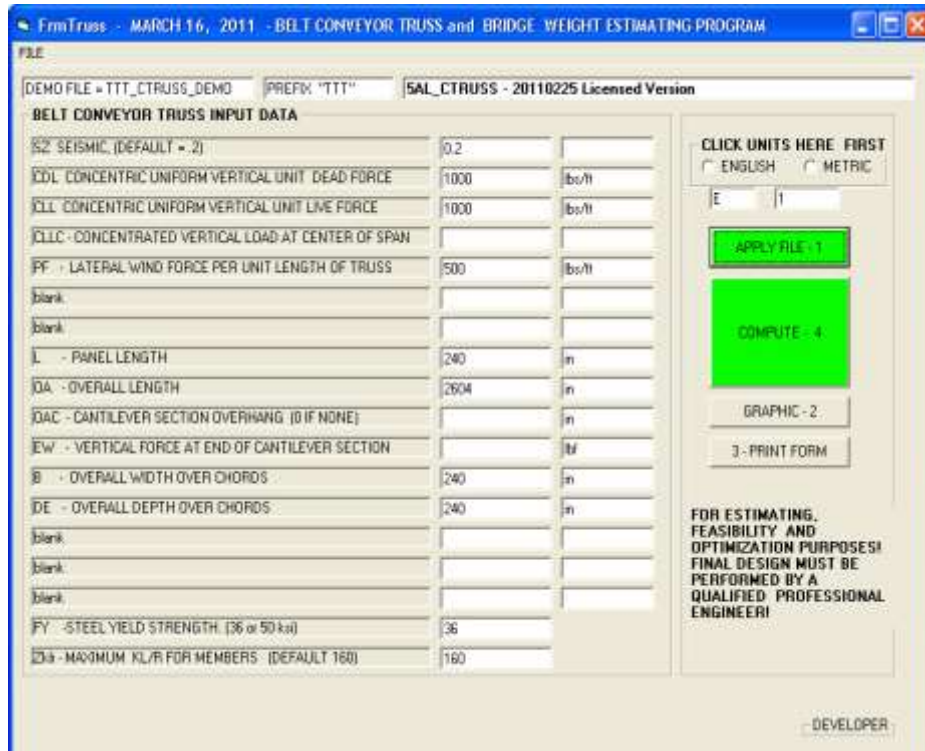 FrmTruss - MARCH 16, 2011 - BELT CONVEYOR TRUSS and BRIDGE WEIGHT ESTIMATING PROGRAM
FILE
DEMO FILE = TTT_CTRUSS_DEMO PREFIX "TTT" 5AL_CTRUSS - 20110225 Licensed Version
BELT CONVEYOR TRUSS INPUT DATA
SZ SEISMIC, (DEFAULT = .2) 0.2
CDL CONCENTRIC UNIFORM VERTICAL UNIT DEAD FORCE 1000 lbs/ft
CLL CONCENTRIC UNIFORM VERTICAL UNIT LIVE FORCE 1000 lbs/ft
CLLC - CONCENTRATED VERTICAL LOAD AT CENTER OF SPAN
PF - LATERAL WIND FORCE PER UNIT LENGTH OF TRUSS 500 lbs/ft
blank
blank
L - PANEL LENGTH 240 in
OA - OVERALL LENGTH 2604 in
OAC - CANTILEVER SECTION OVERHANG (0 IF NONE) in
EW - VERTICAL FORCE AT END OF CANTILEVER SECTION lbf
B - OVERALL WIDTH OVER CHORDS 240 in
DE - OVERALL DEPTH OVER CHORDS 240 in
blank
blank
blank
FY -STEEL YIELD STRENGTH. (36 or 50 ksi) 36
- MAXIMUM KL/R FOR MEMBERS (DEFAULT 160) 160
CLICK UNITS HERE FIRST
ENGLISH METRIC
E 1
APPLY FILE - 1
COMPUTE - 4
GRAPHIC - 2
3 - PRINT FORM
FOR ESTIMATING,
FEASIBILITY AND
OPTIMIZATION PURPOSES!
FINAL DESIGN MUST BE
PERFORMED BY A
QUALIFIED PROFESSIONAL
ENGINEER!
DEVELOPER